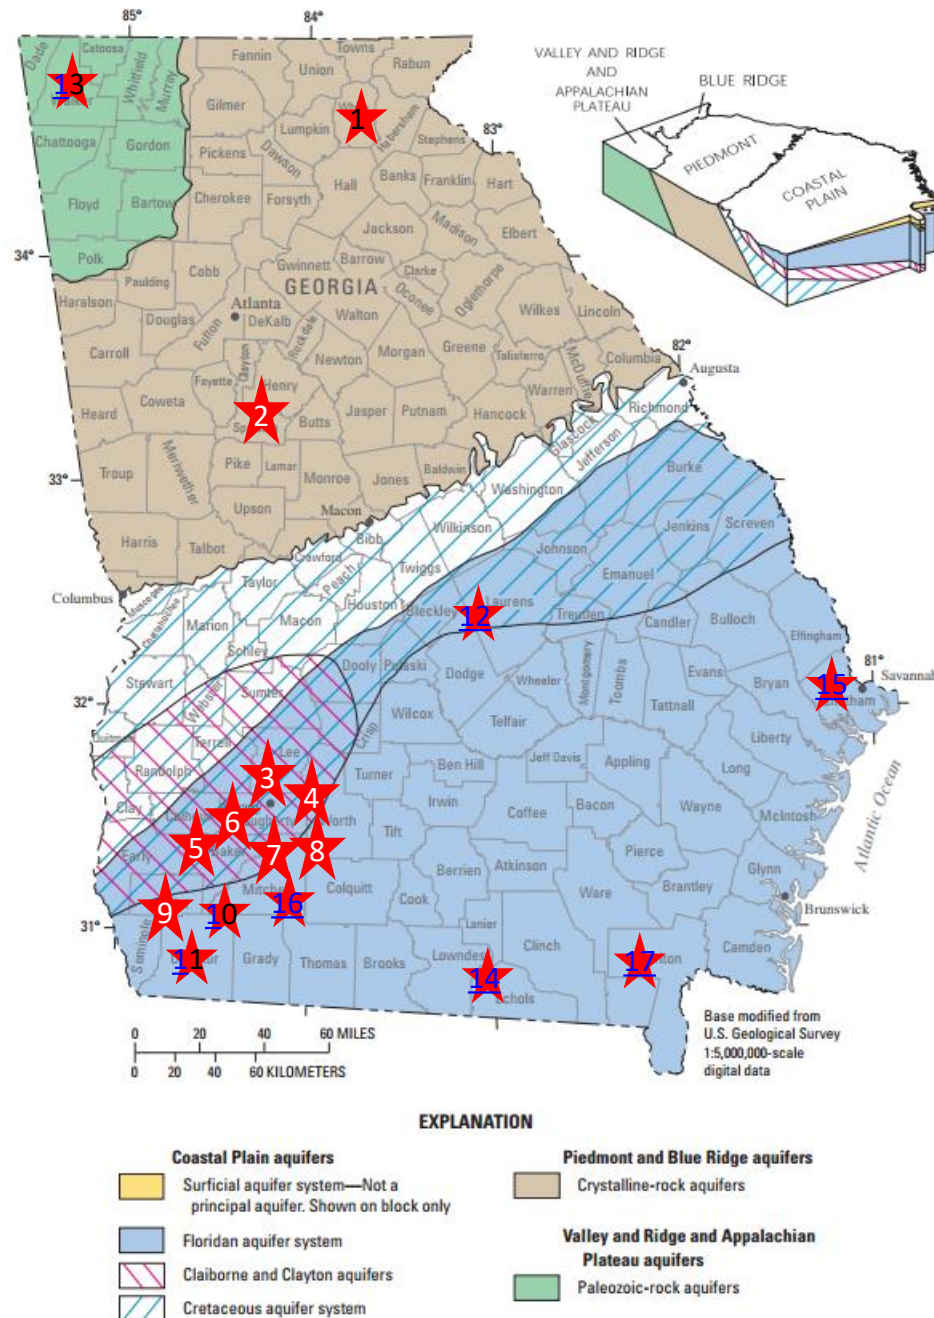 85°
84°
VALLEY AND RIDGE
AND
APPALACHIAN
PLATEAU
BLUE RIDGE
PIEDMONT
COASTAL
PLAIN
Dade
Catoosa
Whitfield
Murray
Fannin
Towns
Union
Rabun
13
Gilmer
1
Lumpkin
Habersham
83°
Chattooga
Gordon
Pickens
Dawson
Stephens
Hall
Banks
Franklin
Hart
Floyd
Bartow
Cherokee
Forsyth
Jackson
Madison
Elbert
34°
Polk
Cobb
Gwinnett
Barrow
Clarke
Paulding
GEORGIA
Oconee
Oglethorpe
Haralson
Atlanta
Douglas
Fulton
DeKalb
Walton
Wilkes
Lincoln
Rockdale
Carroll
Clayton
Newton
Morgan
Greene
Taliaferro
McDuffie
Columbia
82°
Augusta
Fayette
Henry
Warren
Heard
Coweta
2
Butts
Jasper
Putnam
Hancock
Glascock
Richmond
Jefferson
Meriwether
Pike
Lamar
Troup
Monroe
Jones
Baldwin
Washington
Burke
33°
Upson
Macon
Wilkinson
Jenkins
Screven
Harris
Talbot
Bibb
Johnson
Crawford
Twiggs
Emanuel
Columbus
Muscogee
Taylor
Peach
Houston
Bleckley
Laurens
Chattahochee
Marion
Macon
12
Treutlen
Candler
Bulloch
Effingham
Schley
Dooly
Pulaski
Dodge
Wheeler
Montgomery
Toombs
Evans
Bryan
81°
Savannah
Stewart
Webster
Sumter
15
Chatham
32°
Crisp
Wilcox
Telfair
Tattnall
Quitman
Terrell
Lee
Liberty
Randolph
Turner
Ben Hill
Jeff Davis
Appling
Long
3
Clay
4
Irwin
Coffee
Bacon
Wayne
McIntosh
Worth
6
Tift
Atlantic Ocean
5
7
8
Pierce
Early
Baker
Berrien
Atkinson
Glynn
Mitchell
Colquitt
Cook
Ware
Brantley
Brunswick
9
10
16
Lanier
31°
Seminole
Clinch
Camden
11
Grady
Thomas
Brooks
Lowndes
17
14
Echols
0 20 40 60 MILES
0 20 40 60 KILOMETERS
Base modified from
U.S. Geological Survey
1:5,000,000-scale
digital data
EXPLANATION
Coastal Plain aquifers
Surficial aquifer system—Not a
principal aquifer. Shown on block only
Floridan aquifer system
Claiborne and Clayton aquifers
Cretaceous aquifer system
Piedmont and Blue Ridge aquifers
Crystalline-rock aquifers
Valley and Ridge and Appalachian
Plateau aquifers
Paleozoic-rock aquifers